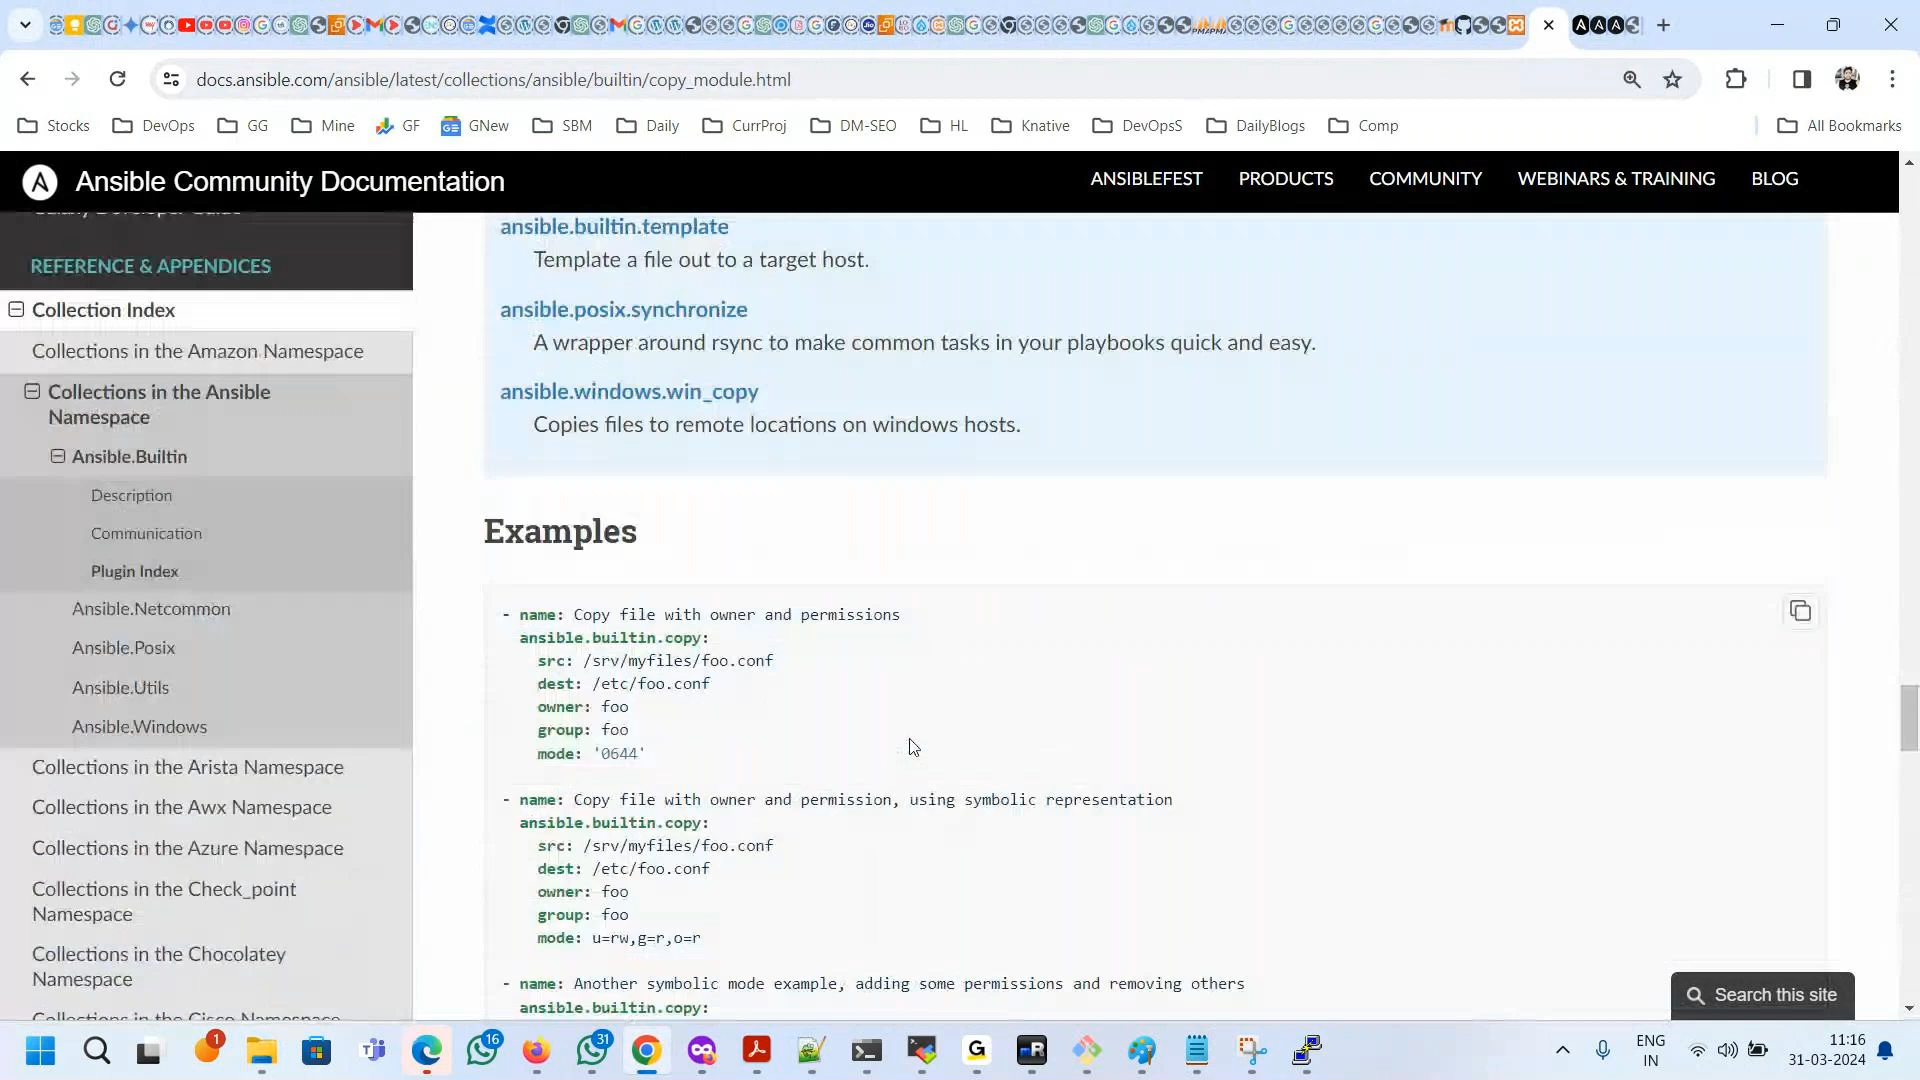 docs.ansible.com/ansible/latest/collections/ansible/builtin/copy_module.html
Stocks
DevOps
GG
Mine
GF
GNew
SBM
Daily
CurrProj
DM-SEO
HL
Knative
DevOpsS
DailyBlogs
Comp
All Bookmarks
A Ansible Community Documentation
ANSIBLEFEST
PRODUCTS
COMMUNITY
WEBINARS & TRAINING
BLOG
Galaxy Developer Guide
REFERENCE & APPENDICES
Collection Index
Collections in the Amazon Namespace
Collections in the Ansible
Namespace
Ansible.Builtin
Description
Communication
Plugin Index
Ansible.Netcommon
Ansible.Posix
Ansible.Utils
Ansible.Windows
Collections in the Arista Namespace
Collections in the Awx Namespace
Collections in the Azure Namespace
Collections in the Check_point
Namespace
Collections in the Chocolatey
Namespace
Collections in the Cisco Namespace
ansible.builtin.template
Template a file out to a target host.
ansible.posix.synchronize
A wrapper around rsync to make common tasks in your playbooks quick and easy.
ansible.windows.win_copy
Copies files to remote locations on windows hosts.
Examples
- name: Copy file with owner and permissions
ansible.builtin.copy:
src: /srv/myfiles/foo.conf
dest: /etc/foo.conf
owner: foo
group: foo
mode: '0644'
- name: Copy file with owner and permission, using symbolic representation
ansible.builtin.copy:
src: /srv/myfiles/foo.conf
dest: /etc/foo.conf
owner: foo
group: foo
mode: u=rw,g=r,o=r
- name: Another symbolic mode example, adding some permissions and removing others
ansible.builtin.copy:
Search this site
1
16
31
ENG
IN
11:16
31-03-2024